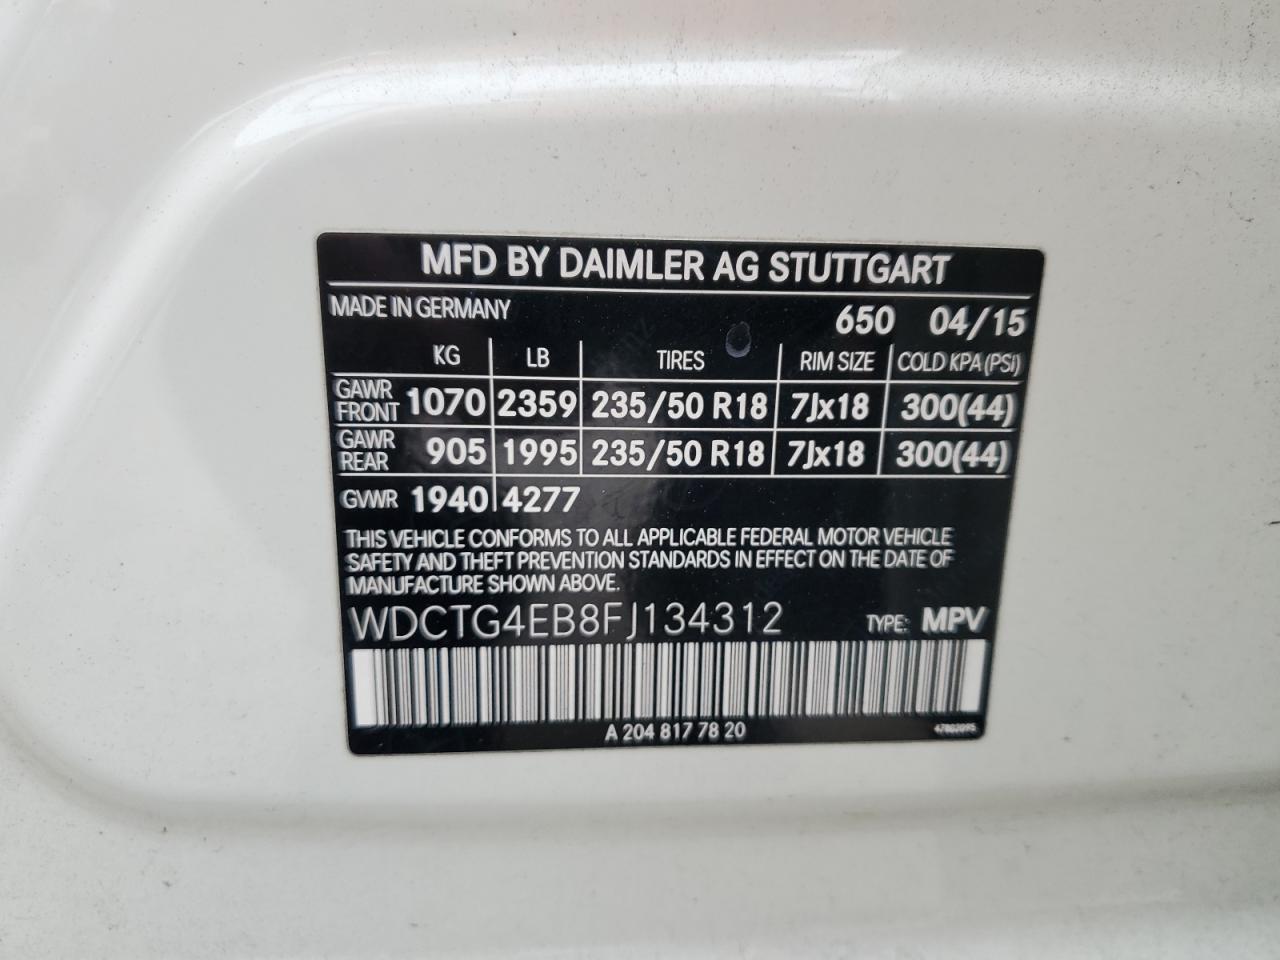 MFD BY DAIMLER AG STUTTGART
MADE IN GERMANY 650 04/15
KG LB TIRES RIM SIZE COLD KPA (PSi)
GAWR FRONT 1070 2359 235/50 R18 7Jx18 300(44)
GAWR REAR 905 1995 235/50 R18 7Jx18 300(44)
GVWR 1940 4277
THIS VEHICLE CONFORMS TO ALL APPLICABLE FEDERAL MOTOR VEHICLE
SAFETY AND THEFT PREVENTION STANDARDS IN EFFECT ON THE DATE OF
MANUFACTURE SHOWN ABOVE.
WDCTG4EB8FJ134312 TYPE: MPV
A 204 817 78 20